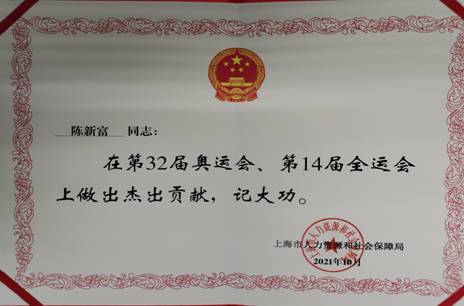 陈新富 同志：
在第32届奥运会、第14届全运会
上做出杰出贡献，记大功。
上海市人力资源和社会保障局
2021年10月